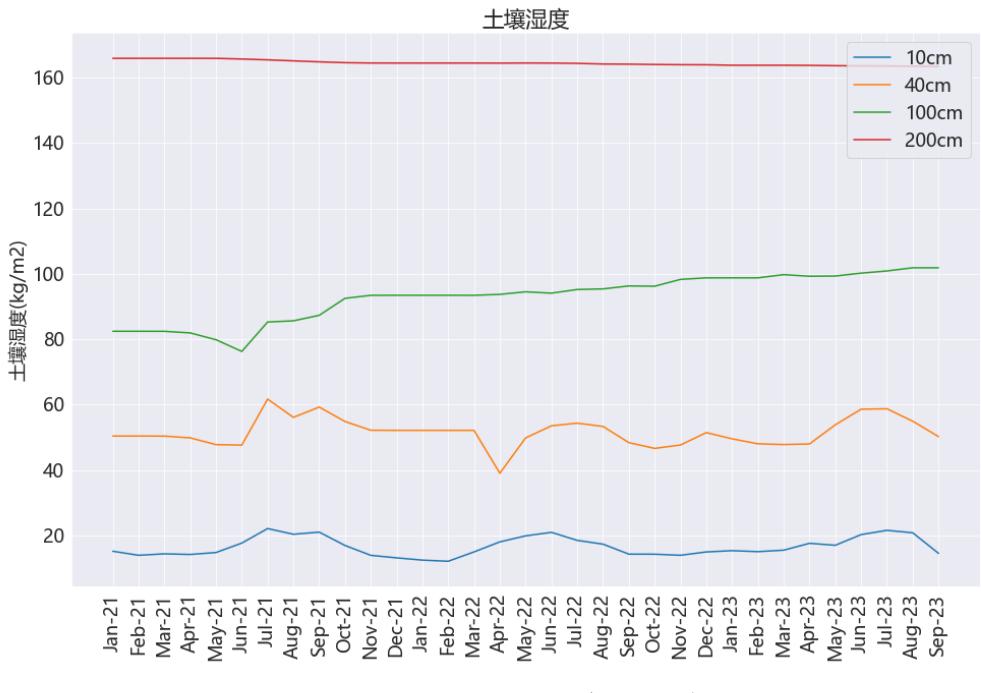 土壤湿度
土壤湿度(kg/m2)
160
140
120
100
80
60
40
20
10cm
40cm
100cm
200cm
Jan-21
Feb-21
Mar-21
Apr-21
May-21
Jun-21
Jul-21
Aug-21
Sep-21
Oct-21
Nov-21
Dec-21
Jan-22
Feb-22
Mar-22
Apr-22
May-22
Jun-22
Jul-22
Aug-22
Sep-22
Oct-22
Nov-22
Dec-22
Jan-23
Feb-23
Mar-23
Apr-23
May-23
Jun-23
Jul-23
Aug-23
Sep-23